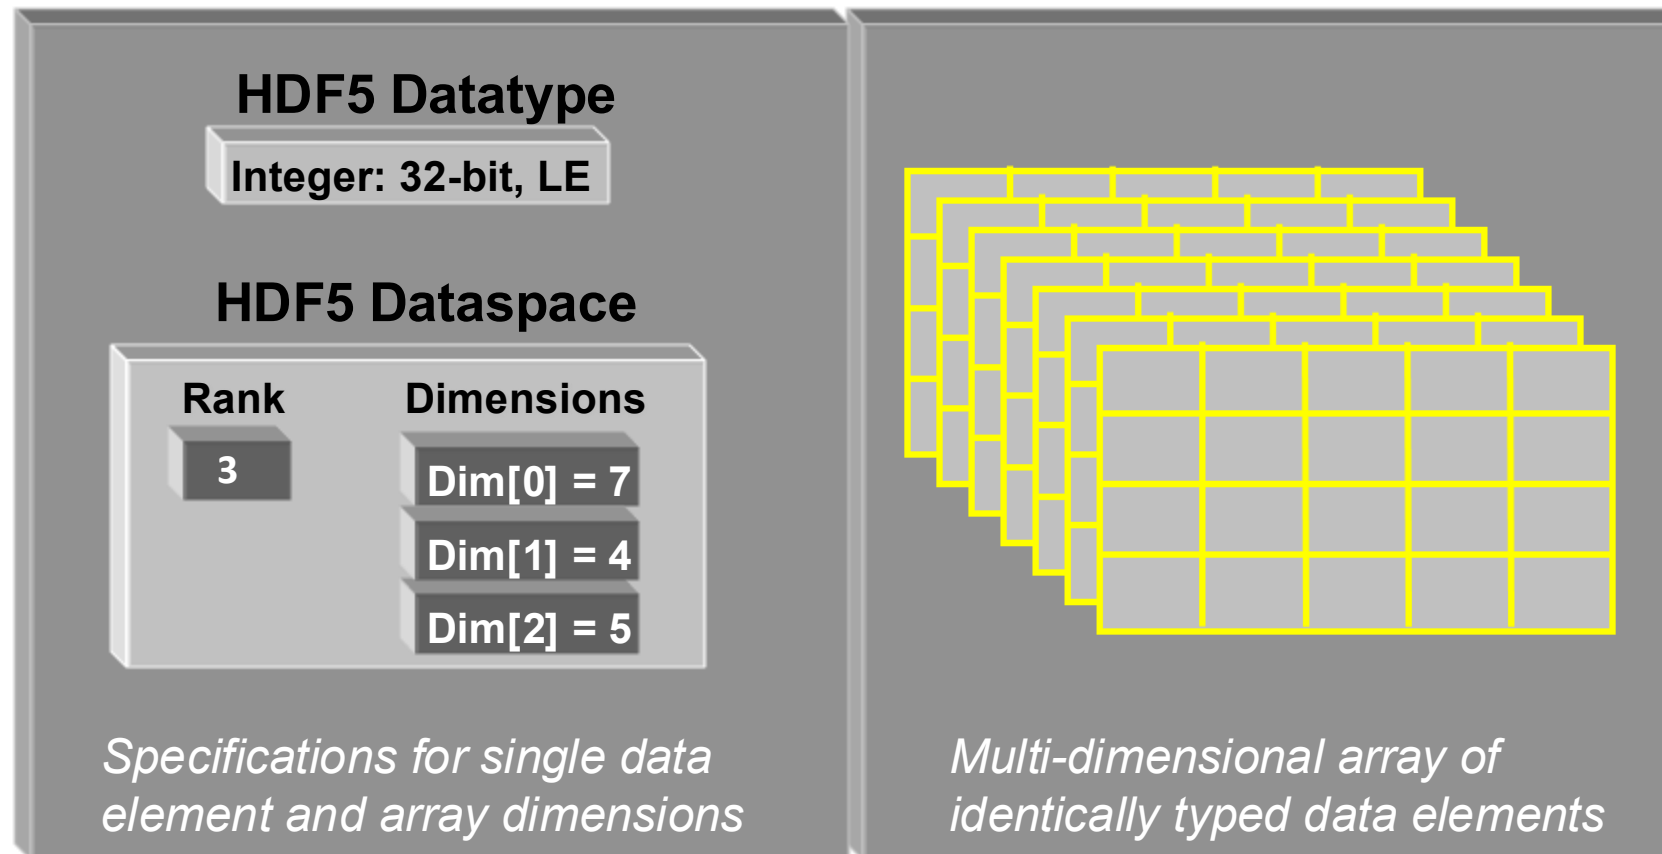 HDF5 Datatype
Integer: 32-bit, LE
HDF5 Dataspace
Rank
3
Dimensions
Dim[0] = 7
Dim[1] = 4
Dim[2] = 5
Specifications for single data
element and array dimensions
Multi-dimensional array of
identically typed data elements